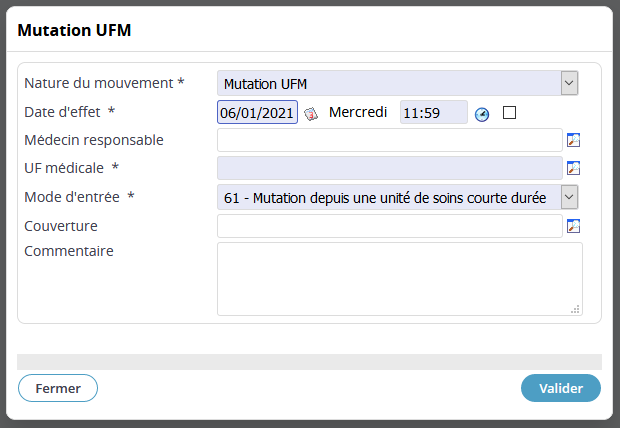 Mutation UFM
Nature du mouvement * Mutation UFM
Date d'effet * 06/01/2021 Mercredi 11:59
Médecin responsable
UF médicale *
Mode d'entrée * 61 - Mutation depuis une unité de soins courte durée
Couverture
Commentaire
Fermer Valider